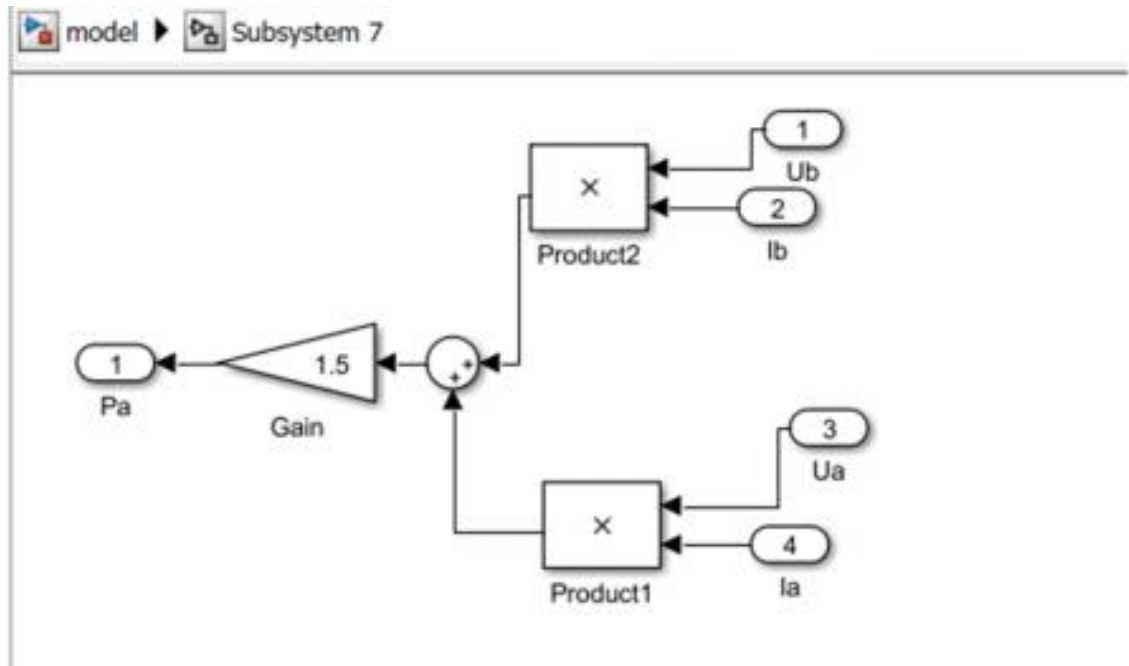 model ▶ Subsystem 7
1
Ub
×
2
Ib
Product2
1
Pa
1.5
Gain
+
+
3
Ua
×
4
Ia
Product1